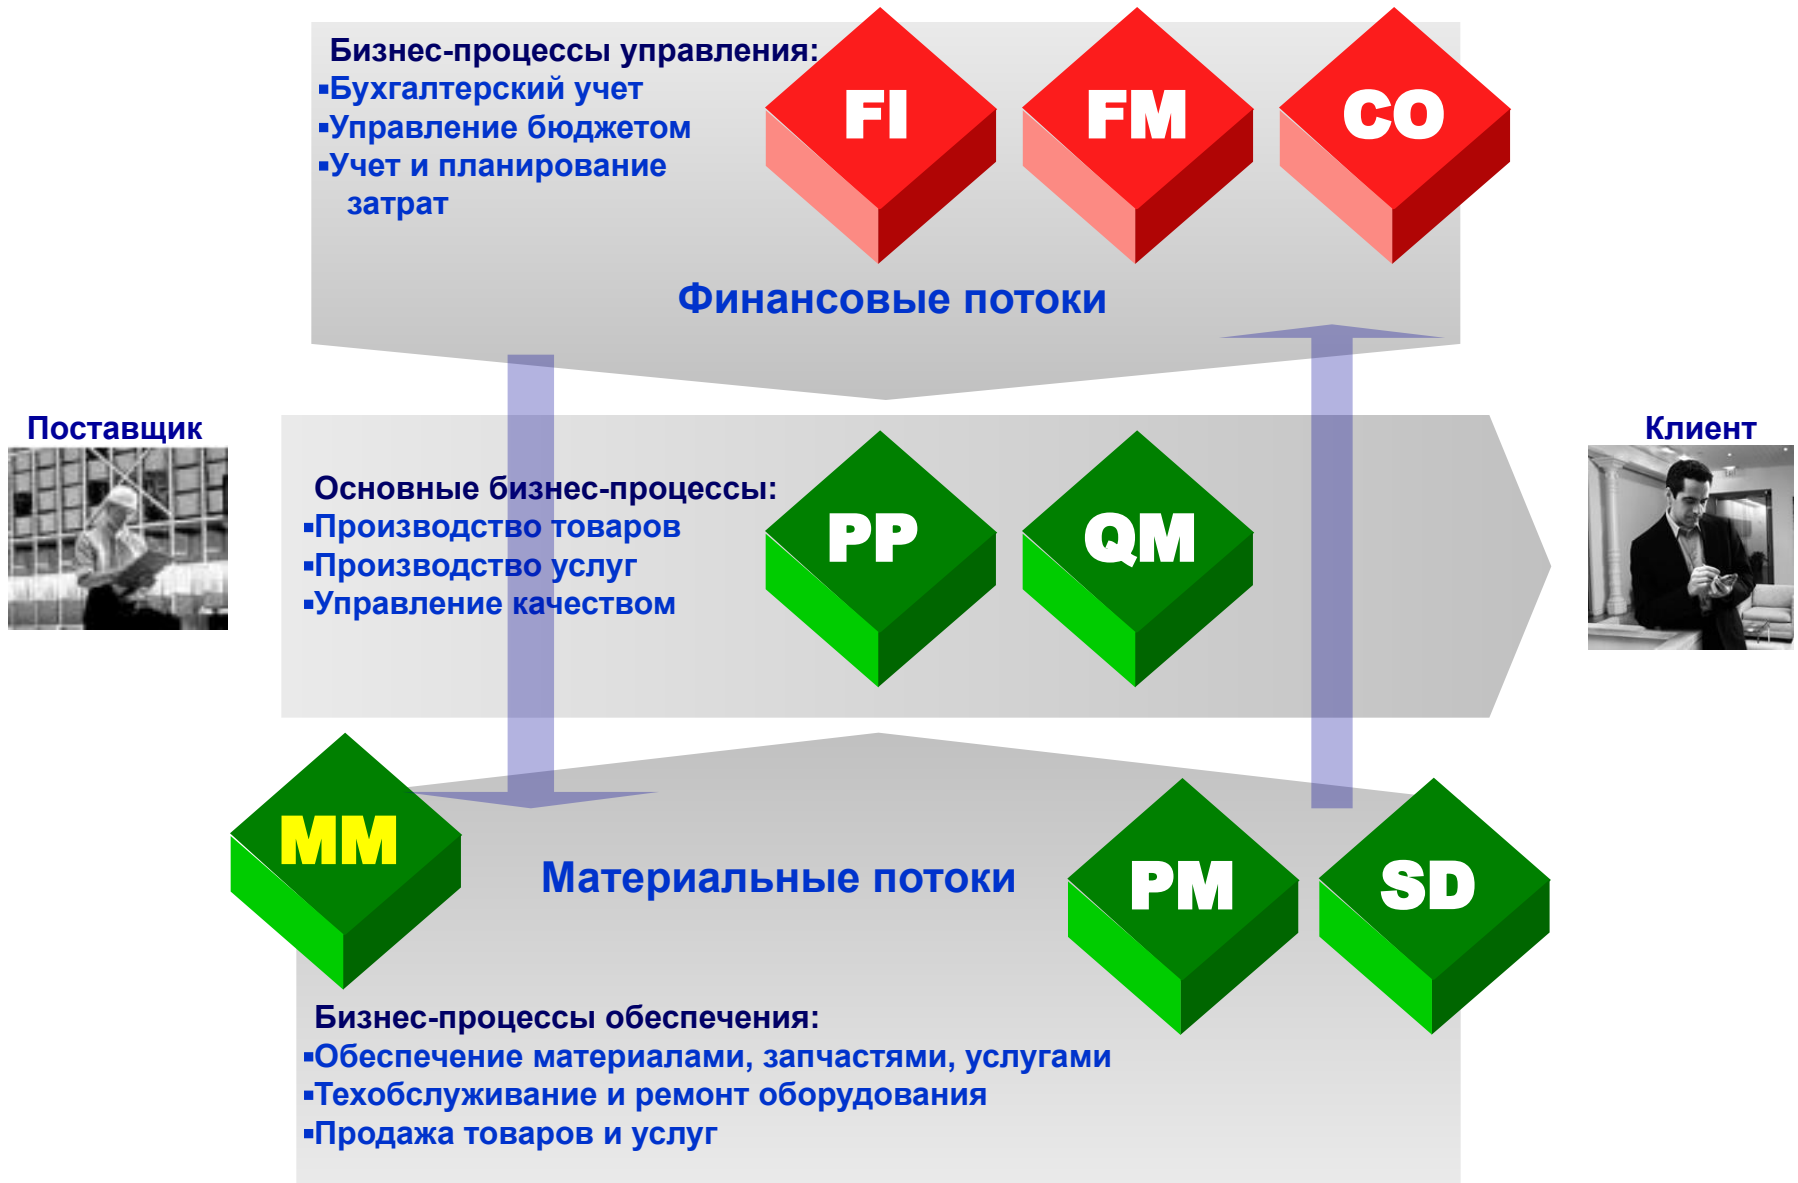 Бизнес-процессы управления:
▪Бухгалтерский учет
▪Управление бюджетом
▪Учет и планирование
затрат
FI
FM
CO
Финансовые потоки
Поставщик
Клиент
Основные бизнес-процессы:
▪Производство товаров
▪Производство услуг
▪Управление качеством
PP
QM
MM
Материальные потоки
PM
SD
Бизнес-процессы обеспечения:
▪Обеспечение материалами, запчастями, услугами
▪Техобслуживание и ремонт оборудования
▪Продажа товаров и услуг